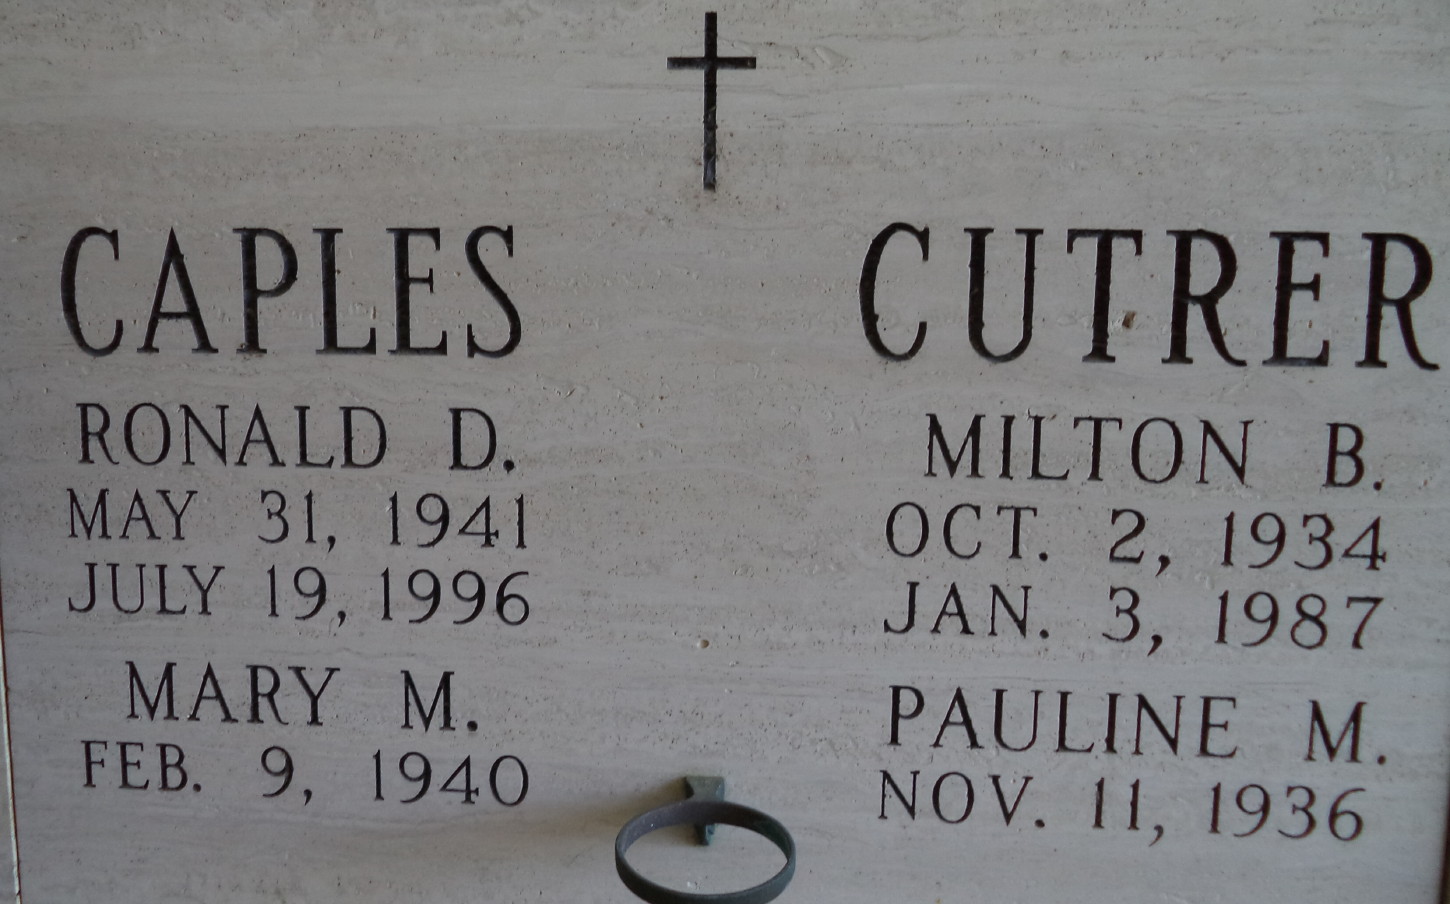 CAPLES
RONALD D.
MAY 31, 1941
JULY 19, 1996
MARY M.
FEB. 9, 1940
CUTRER
MILTON B.
OCT. 2, 1934
JAN. 3, 1987
PAULINE M.
NOV. 11, 1936